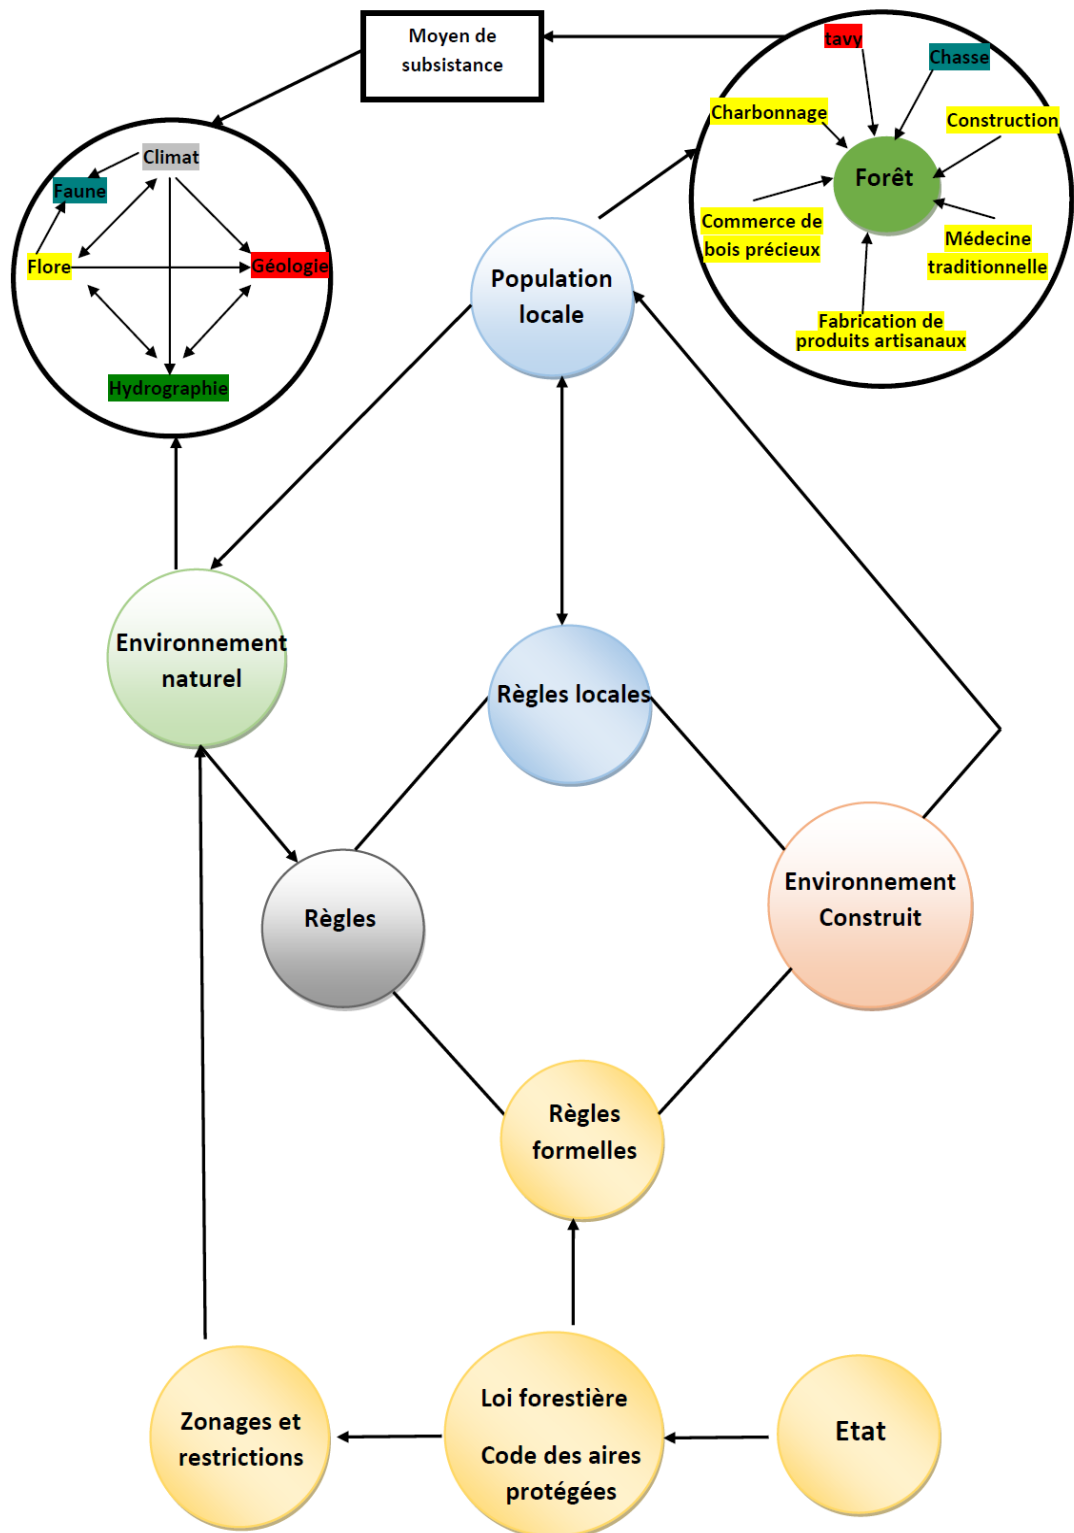 Moyen de
subsistance
tavy
Chasse
Charbonnage
Construction
Forêt
Commerce de
bois précieux
Médecine
traditionnelle
Fabrication de
produits artisanaux
Climat
Faune
Flore
Géologie
Hydrographie
Population
locale
Environnement
naturel
Règles locales
Règles
Environnement
Construit
Règles
formelles
Zonages et
restrictions
Loi forestière
Code des aires
protégées
Etat